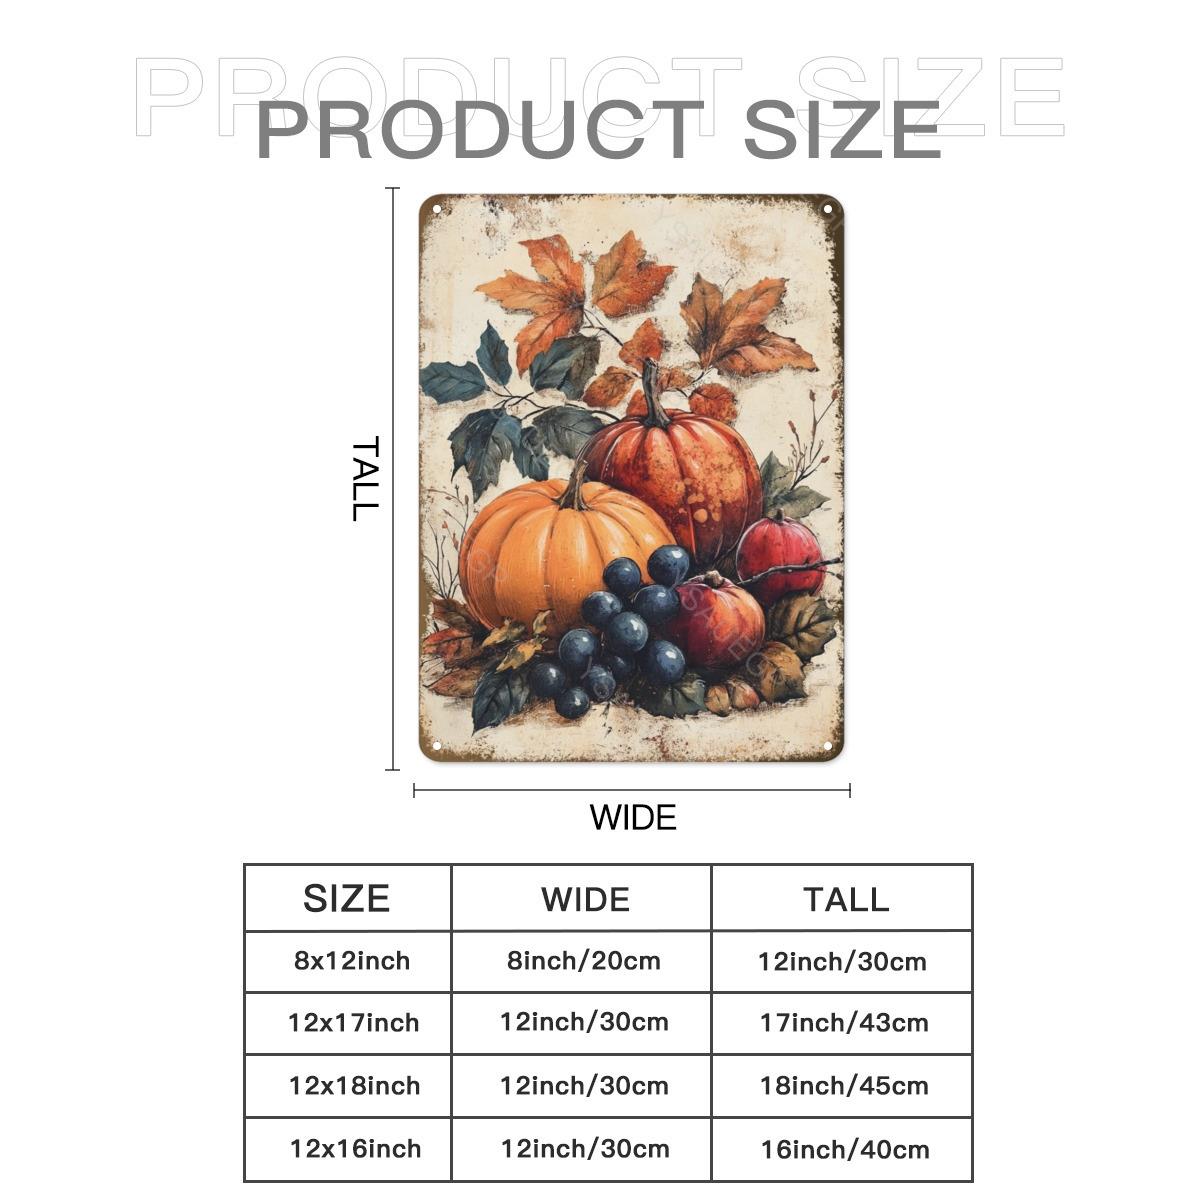 PRODUCT SIZE
PRODUCT SIZE
TALL
WIDE
SIZE WIDE TALL
8x12inch 8inch/20cm 12inch/30cm
12x17inch 12inch/30cm 17inch/43cm
12x18inch 12inch/30cm 18inch/45cm
12x16inch 12inch/30cm 16inch/40cm